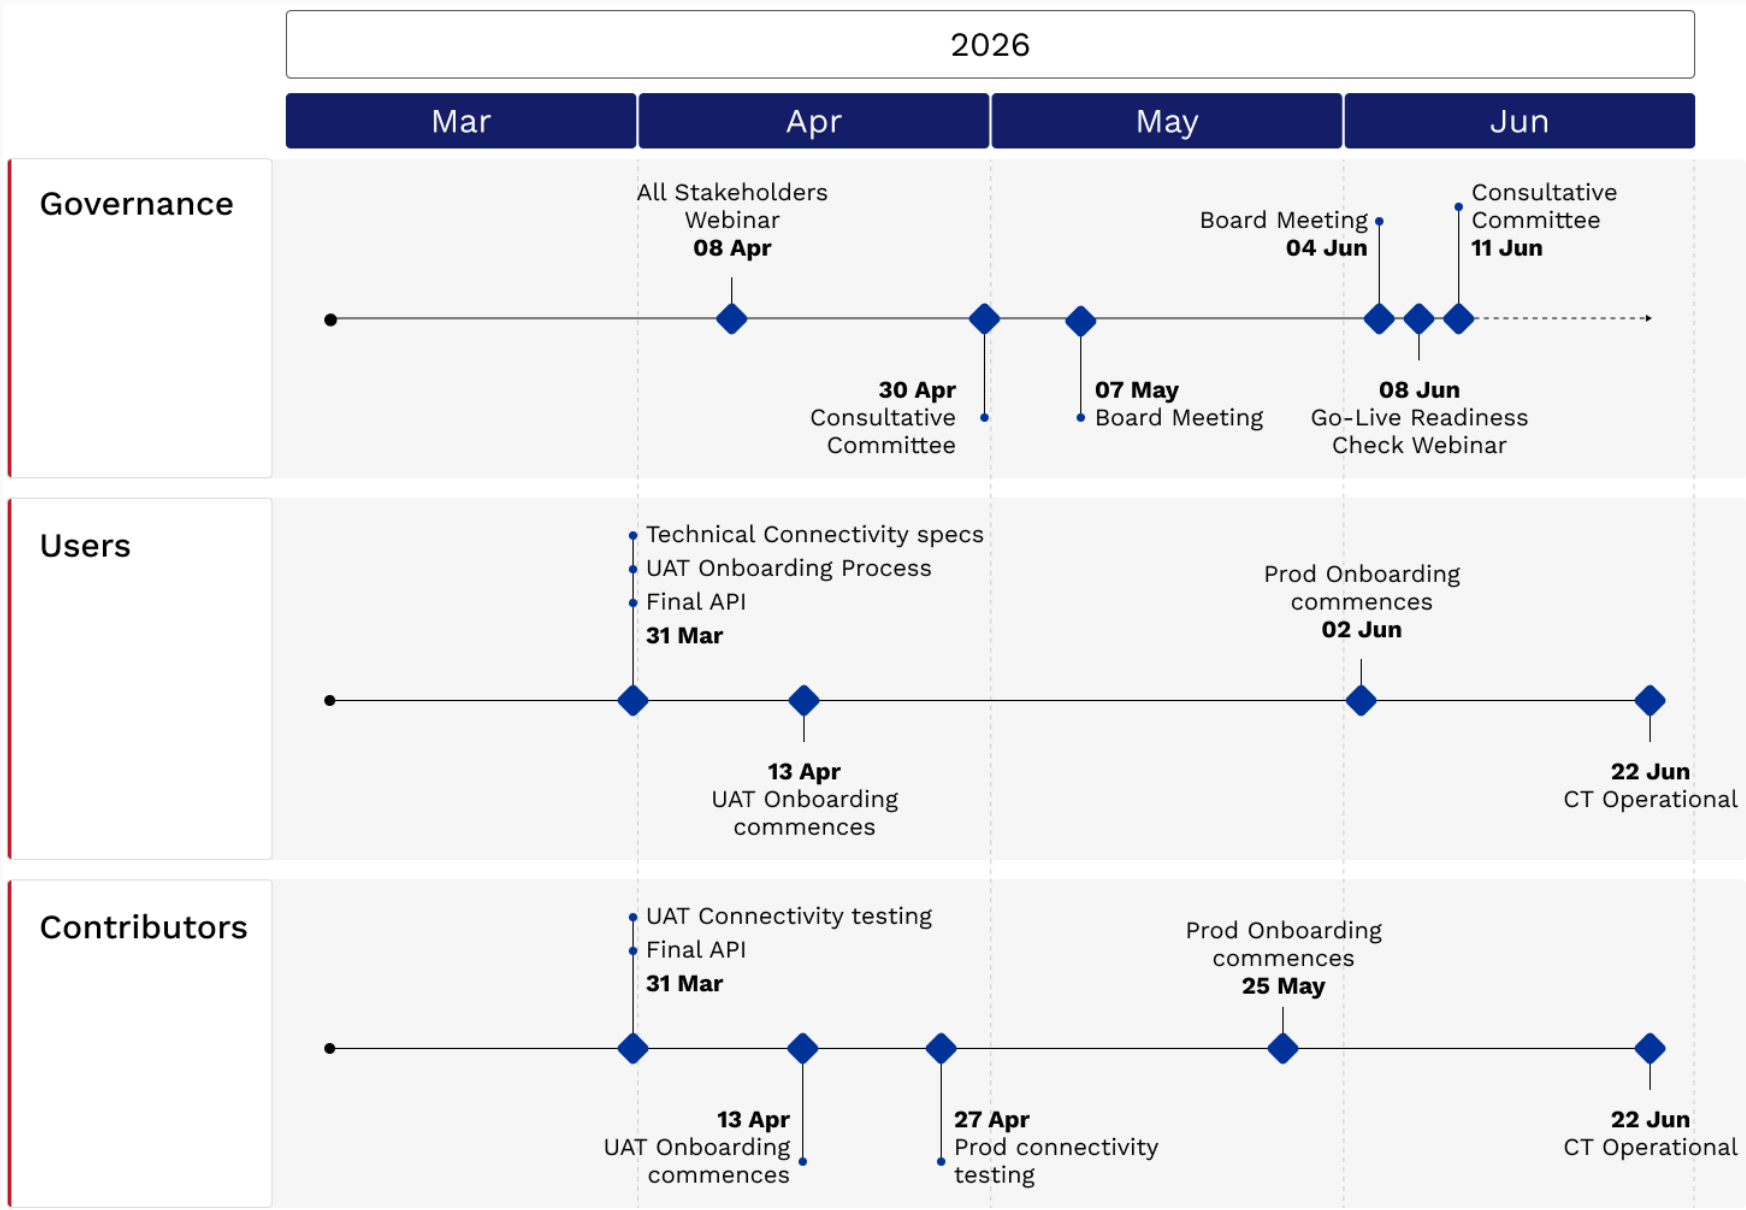 2026
Mar
Apr
May
Jun
Governance
All Stakeholders
Webinar
08 Apr
30 Apr
Consultative
Committee
07 May
Board Meeting
Board Meeting
04 Jun
08 Jun
Go-Live Readiness
Check Webinar
Consultative
Committee
11 Jun
Users
Technical Connectivity specs
UAT Onboarding Process
Final API
31 Mar
13 Apr
UAT Onboarding
commences
Prod Onboarding
commences
02 Jun
22 Jun
CT Operational
Contributors
UAT Connectivity testing
Final API
31 Mar
13 Apr
UAT Onboarding
commences
27 Apr
Prod connectivity
testing
Prod Onboarding
commences
25 May
22 Jun
CT Operational